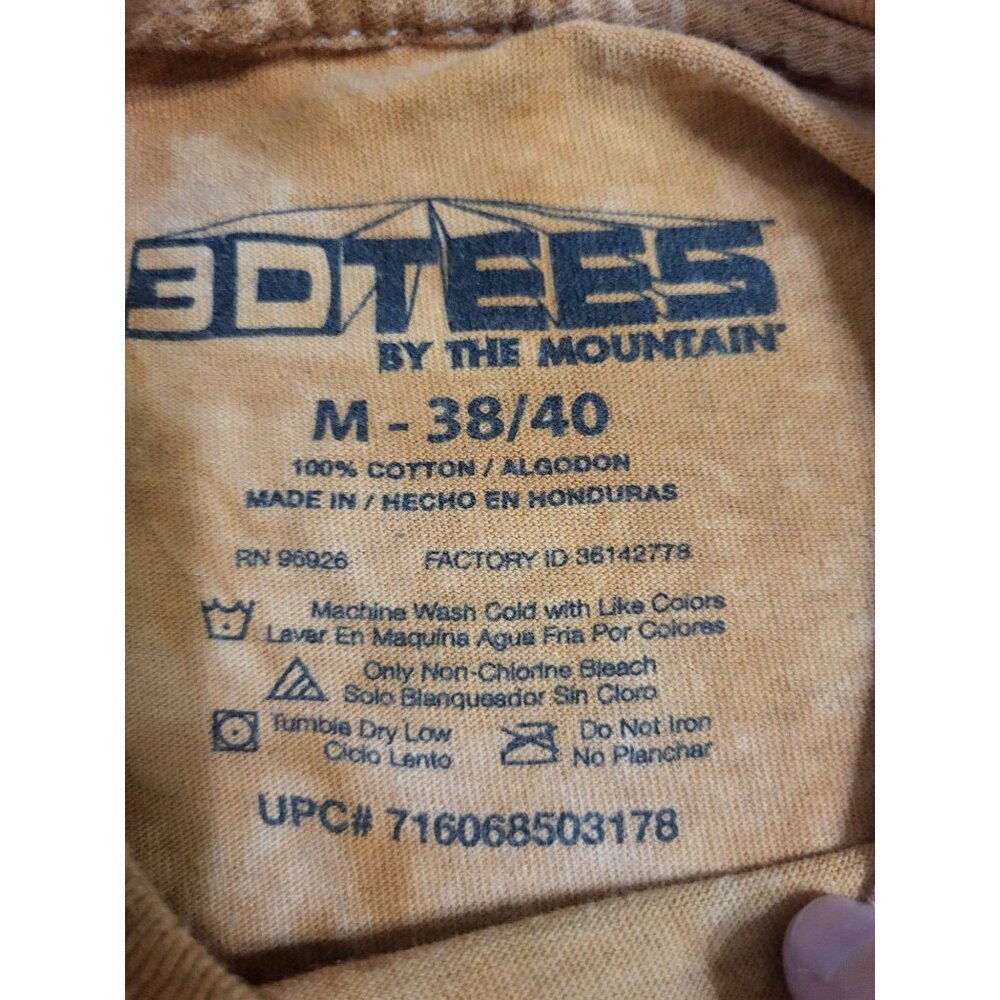 3DTEES
BY THE MOUNTAIN®
M - 38/40
100% COTTON / ALGODON
MADE IN / HECHO EN HONDURAS
RN 96926 FACTORY ID 36142778
Machine Wash Cold with Like Colors
Lavar En Maquina Agua Fria Por Colores
Only Non-Chlorine Bleach
Solo Blanqueador Sin Cloro
Tumble Dry Low Do Not Iron
Ciclo Lento No Planchar
UPC# 716068503178